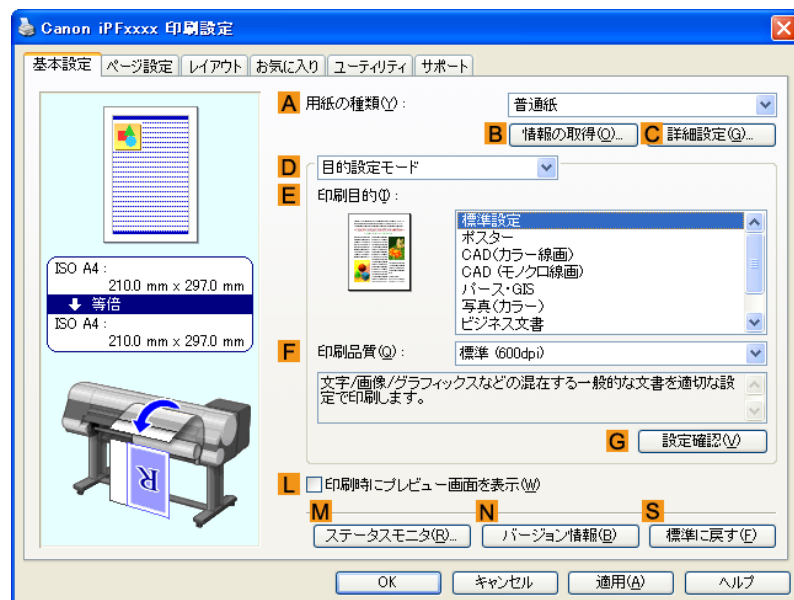 Canon iPFxxxx 印刷設定
基本設定 ページ設定 レイアウト お気に入り ユーティリティ サポート
A 用紙の種類(Y): 普通紙
B 情報の取得(O)... C 詳細設定(G)...
D 目的設定モード
E 印刷目的(I):
標準設定
ポスター
CAD(カラー線画)
CAD (モノクロ線画)
パース・GIS
写真(カラー)
ビジネス文書
ISO A4:
210.0 mm x 297.0 mm
等倍
ISO A4:
210.0 mm x 297.0 mm
F 印刷品質(Q): 標準 (600dpi)
文字/画像/グラフィックスなどの混在する一般的な文書を適切な設
定で印刷します。
G 設定確認(V)
R
L 印刷時にプレビュー画面を表示(W)
M N S
ステータスモニタ(R)... バージョン情報(B) 標準に戻す(F)
OK キャンセル 適用(A) ヘルプ